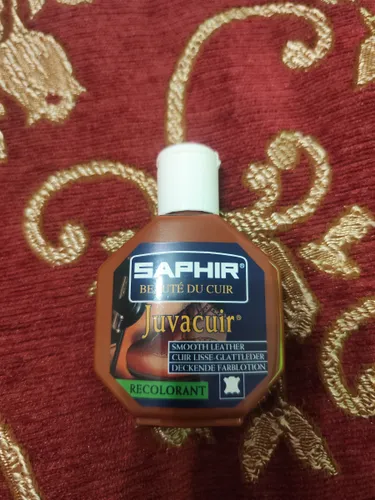 SAPHIR®
BEAUTÉ DU CUIR
Juvacuir®
SMOOTH LEATHER
CUIR LISSE-GLATTLEDER
DECKENDE FARBLOTION
RECOLORANT